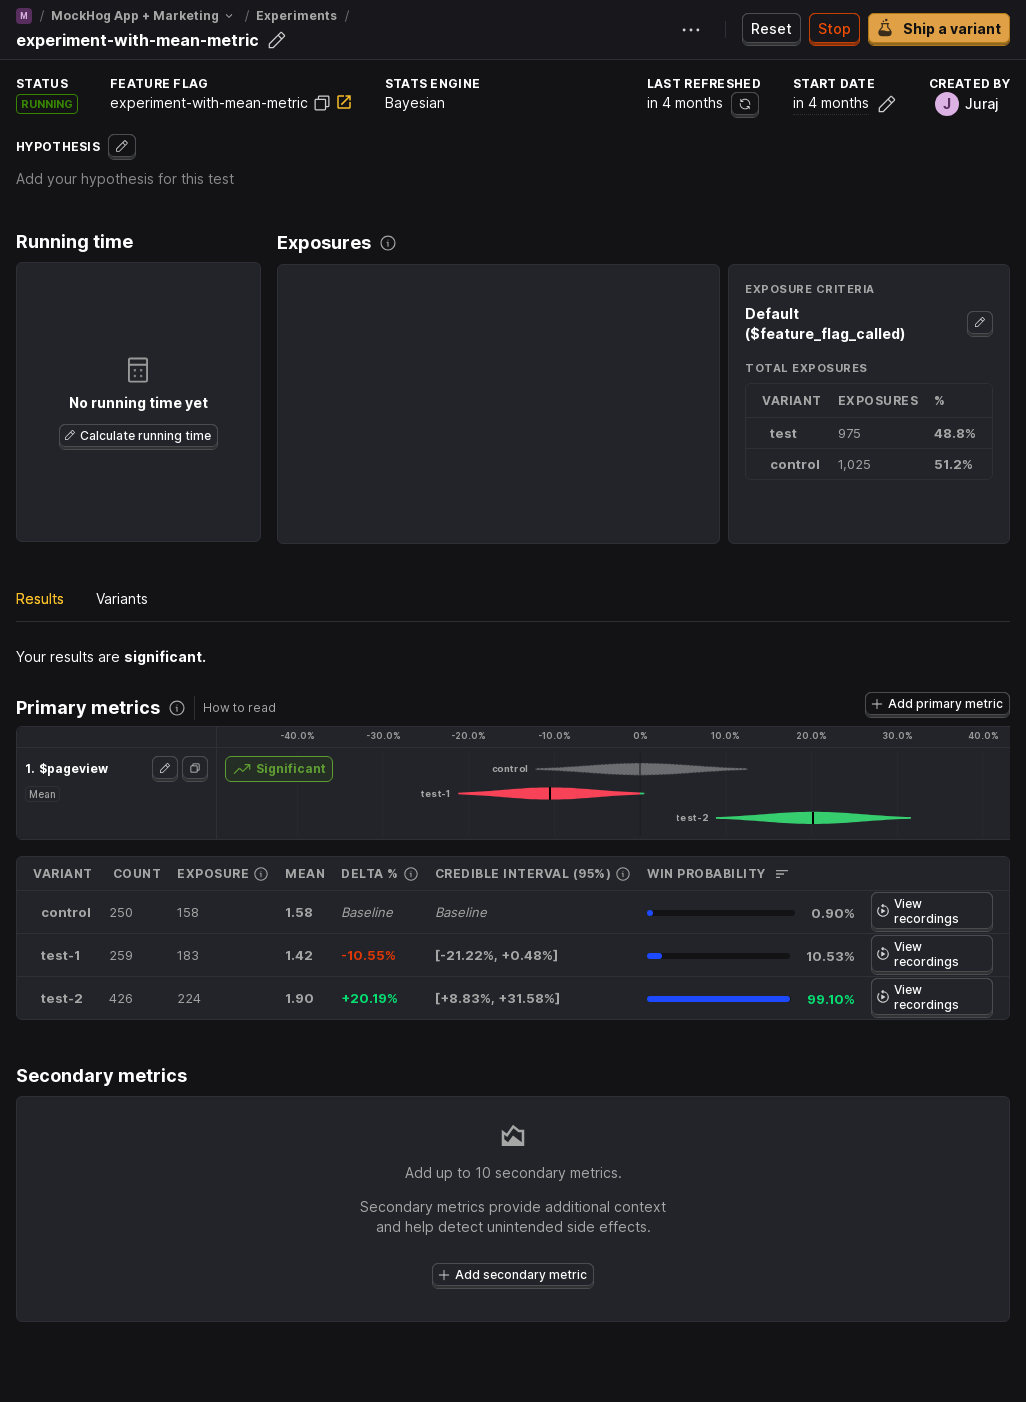 M / MockHog App + Marketing / Experiments /
experiment-with-mean-metric
Reset
Stop
Ship a variant
STATUS
RUNNING
FEATURE FLAG
experiment-with-mean-metric
STATS ENGINE
Bayesian
LAST REFRESHED
in 4 months
START DATE
in 4 months
CREATED BY
J Juraj
HYPOTHESIS
Add your hypothesis for this test
Running time
No running time yet
Calculate running time
Exposures
EXPOSURE CRITERIA
Default
($feature_flag_called)
TOTAL EXPOSURES
VARIANT EXPOSURES %
test 975 48.8%
control 1,025 51.2%
Results Variants
Your results are significant.
Primary metrics How to read
Add primary metric
-40.0% -30.0% -20.0% -10.0% 0% 10.0% 20.0% 30.0% 40.0%
1. $pageview
Mean
Significant
control
test-1
test-2
VARIANT COUNT EXPOSURE MEAN DELTA % CREDIBLE INTERVAL (95%) WIN PROBABILITY
control 250 158 1.58 Baseline Baseline 0.90% View recordings
test-1 259 183 1.42 -10.55% [-21.22%, +0.48%] 10.53% View recordings
test-2 426 224 1.90 +20.19% [+8.83%, +31.58%] 99.10% View recordings
Secondary metrics
Add up to 10 secondary metrics.
Secondary metrics provide additional context
and help detect unintended side effects.
Add secondary metric